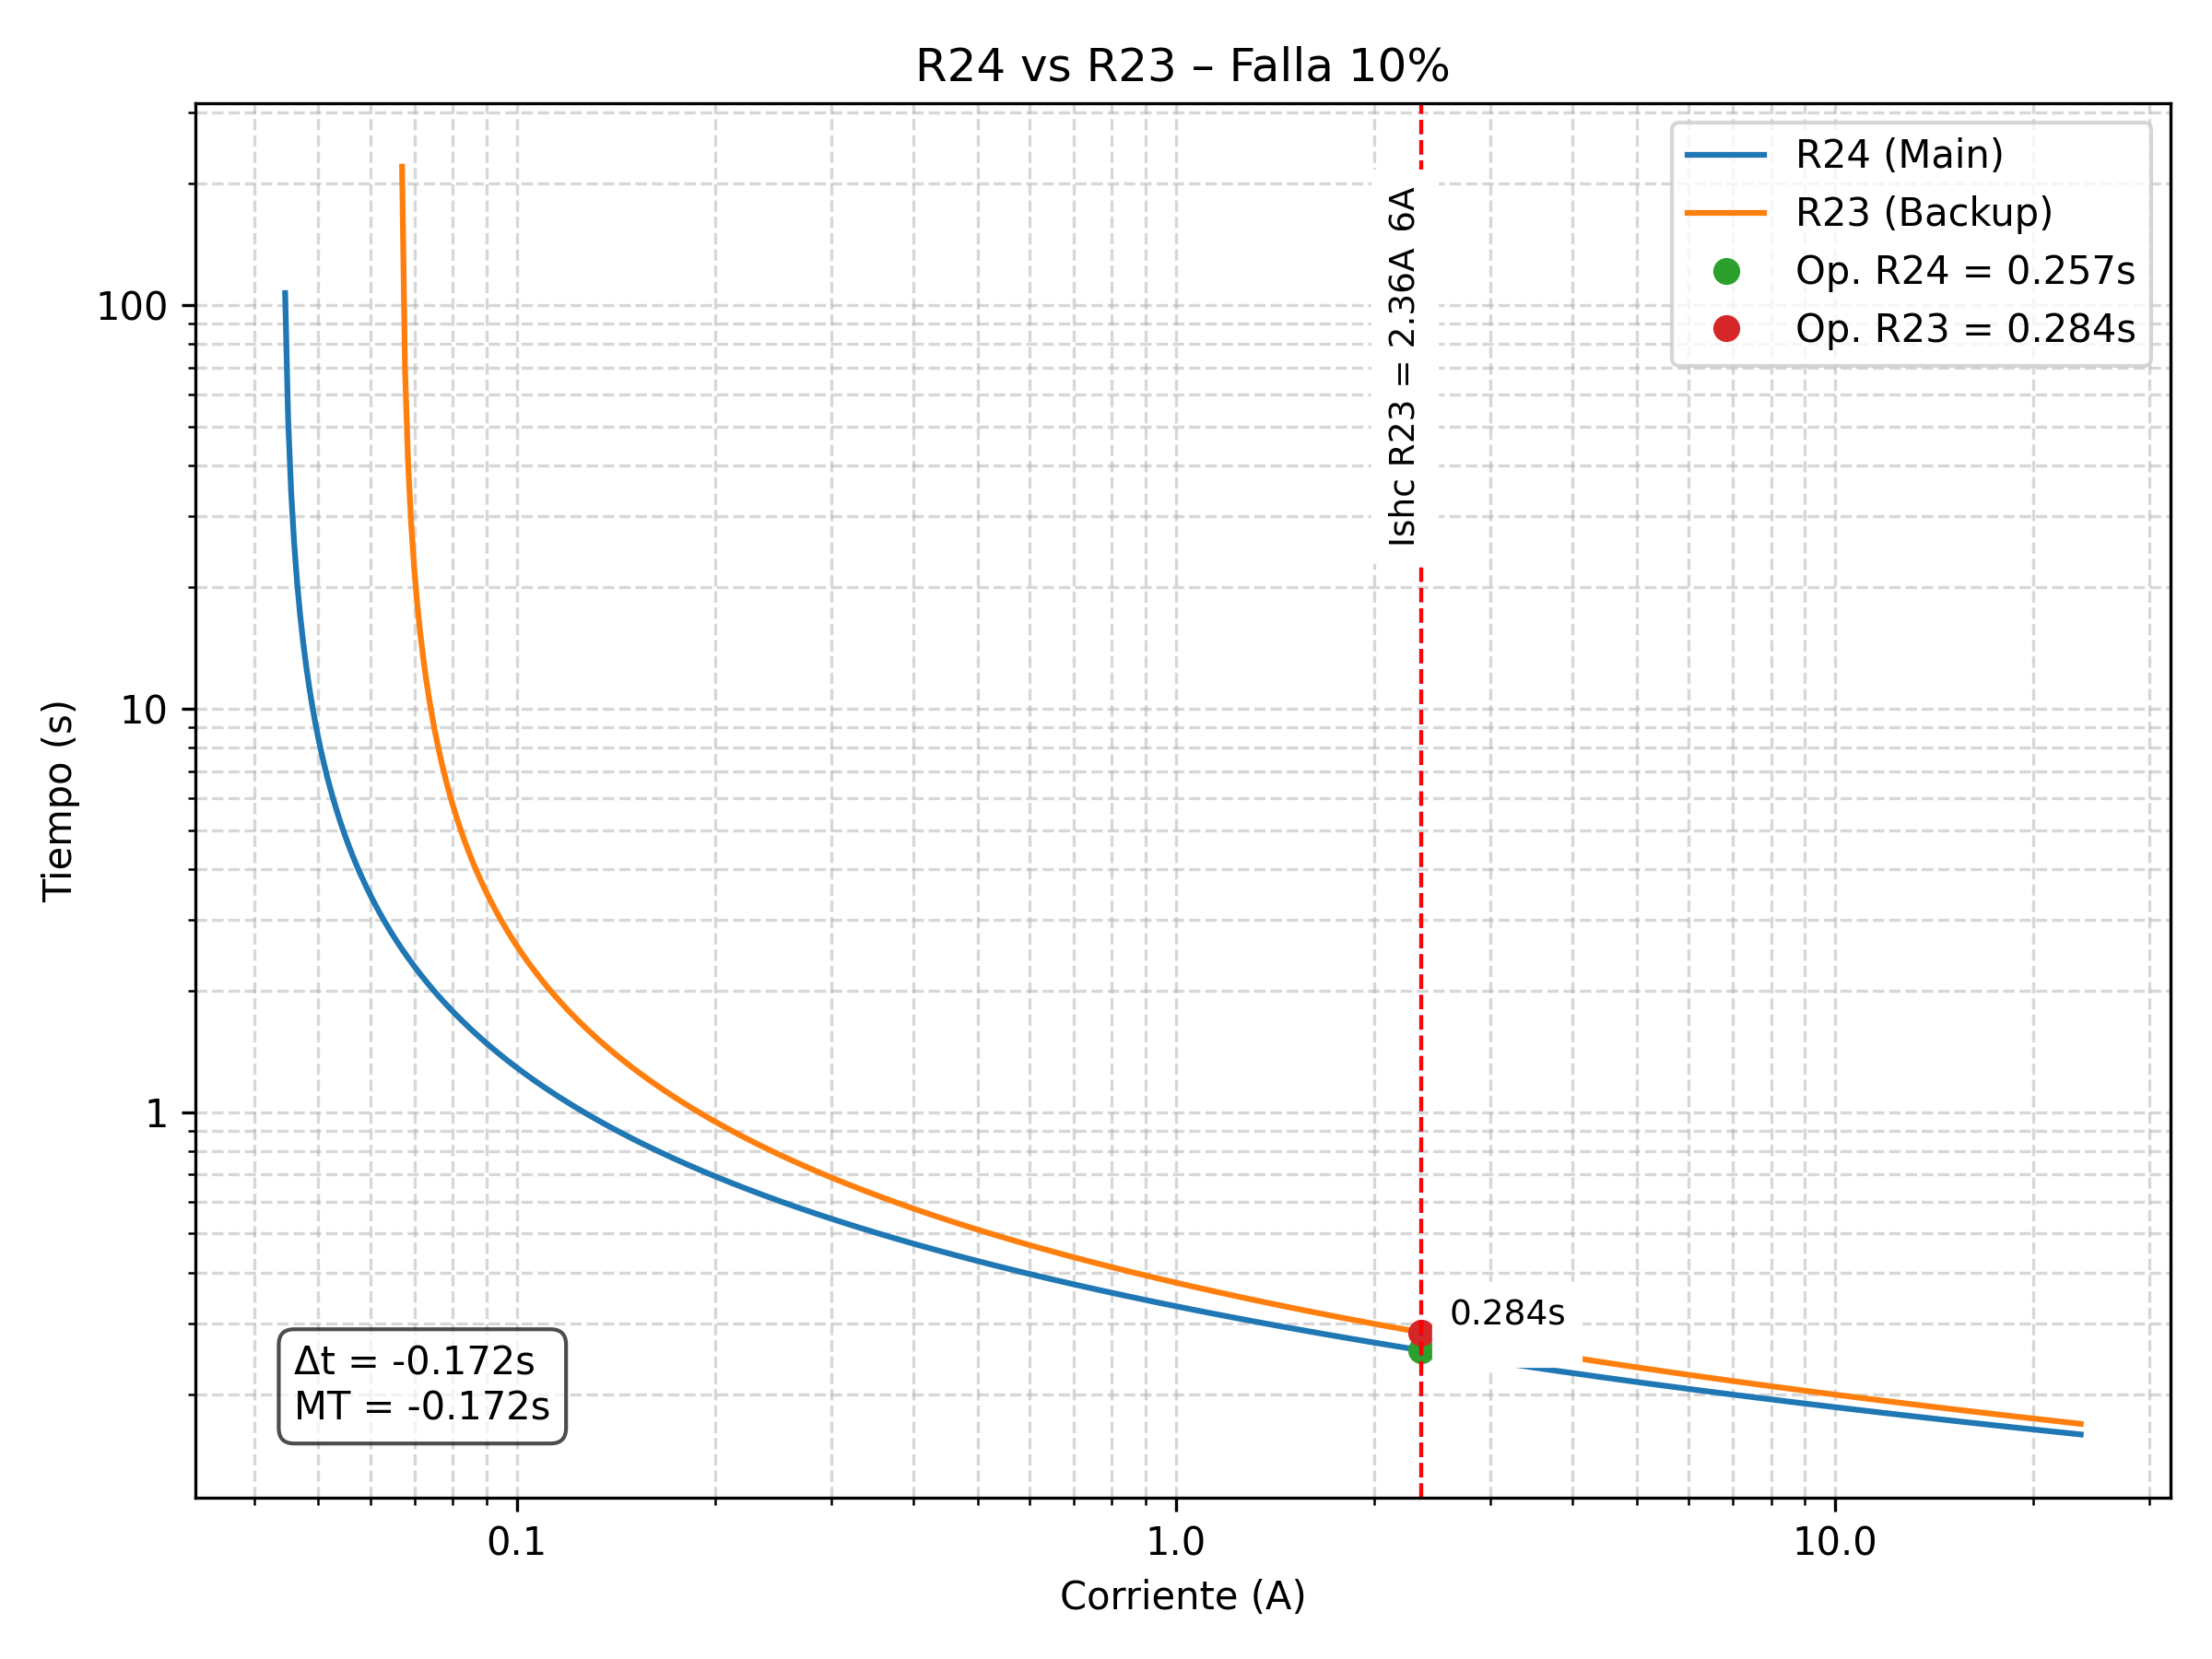 R24 vs R23 – Falla 10%
R24 (Main)
R23 (Backup)
Op. R24 = 0.257s
Op. R23 = 0.284s
Ishc R23 = 2.36A 6A
100
10
1
Tiempo (s)
0.284s
Δt = -0.172s
MT = -0.172s
0.1
1.0
10.0
Corriente (A)